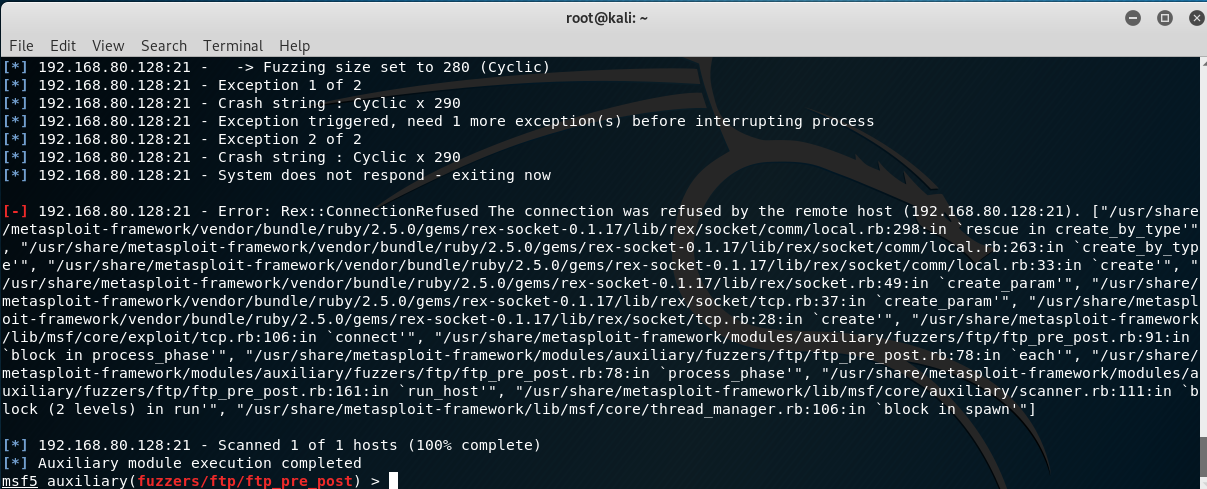 root@kali: ~
File Edit View Search Terminal Help
[*] 192.168.80.128:21 -   -> Fuzzing size set to 280 (Cyclic)
[*] 192.168.80.128:21 - Exception 1 of 2
[*] 192.168.80.128:21 - Crash string : Cyclic x 290
[*] 192.168.80.128:21 - Exception triggered, need 1 more exception(s) before interrupting process
[*] 192.168.80.128:21 - Exception 2 of 2
[*] 192.168.80.128:21 - Crash string : Cyclic x 290
[*] 192.168.80.128:21 - System does not respond - exiting now
[-] 192.168.80.128:21 - Error: Rex::ConnectionRefused The connection was refused by the remote host (192.168.80.128:21). ["/usr/share
/metasploit-framework/vendor/bundle/ruby/2.5.0/gems/rex-socket-0.1.17/lib/rex/socket/comm/local.rb:298:in `rescue in create_by_type'"
, "/usr/share/metasploit-framework/vendor/bundle/ruby/2.5.0/gems/rex-socket-0.1.17/lib/rex/socket/comm/local.rb:263:in `create_by_typ
e'", "/usr/share/metasploit-framework/vendor/bundle/ruby/2.5.0/gems/rex-socket-0.1.17/lib/rex/socket/comm/local.rb:33:in `create'", "
/usr/share/metasploit-framework/vendor/bundle/ruby/2.5.0/gems/rex-socket-0.1.17/lib/rex/socket.rb:49:in `create_param'", "/usr/share/
metasploit-framework/vendor/bundle/ruby/2.5.0/gems/rex-socket-0.1.17/lib/rex/socket/tcp.rb:37:in `create_param'", "/usr/share/metaspl
oit-framework/vendor/bundle/ruby/2.5.0/gems/rex-socket-0.1.17/lib/rex/socket/tcp.rb:28:in `create'", "/usr/share/metasploit-framework
/lib/msf/core/exploit/tcp.rb:106:in `connect'", "/usr/share/metasploit-framework/modules/auxiliary/fuzzers/ftp/ftp_pre_post.rb:91:in
`block in process_phase'", "/usr/share/metasploit-framework/modules/auxiliary/fuzzers/ftp/ftp_pre_post.rb:78:in `each'", "/usr/share/
metasploit-framework/modules/auxiliary/fuzzers/ftp/ftp_pre_post.rb:78:in `process_phase'", "/usr/share/metasploit-framework/modules/a
uxiliary/fuzzers/ftp/ftp_pre_post.rb:161:in `run_host'", "/usr/share/metasploit-framework/lib/msf/core/auxiliary/scanner.rb:111:in `b
lock (2 levels) in run'", "/usr/share/metasploit-framework/lib/msf/core/thread_manager.rb:106:in `block in spawn'"]
[*] 192.168.80.128:21 - Scanned 1 of 1 hosts (100% complete)
[*] Auxiliary module execution completed
msf5 auxiliary(fuzzers/ftp/ftp_pre_post) >